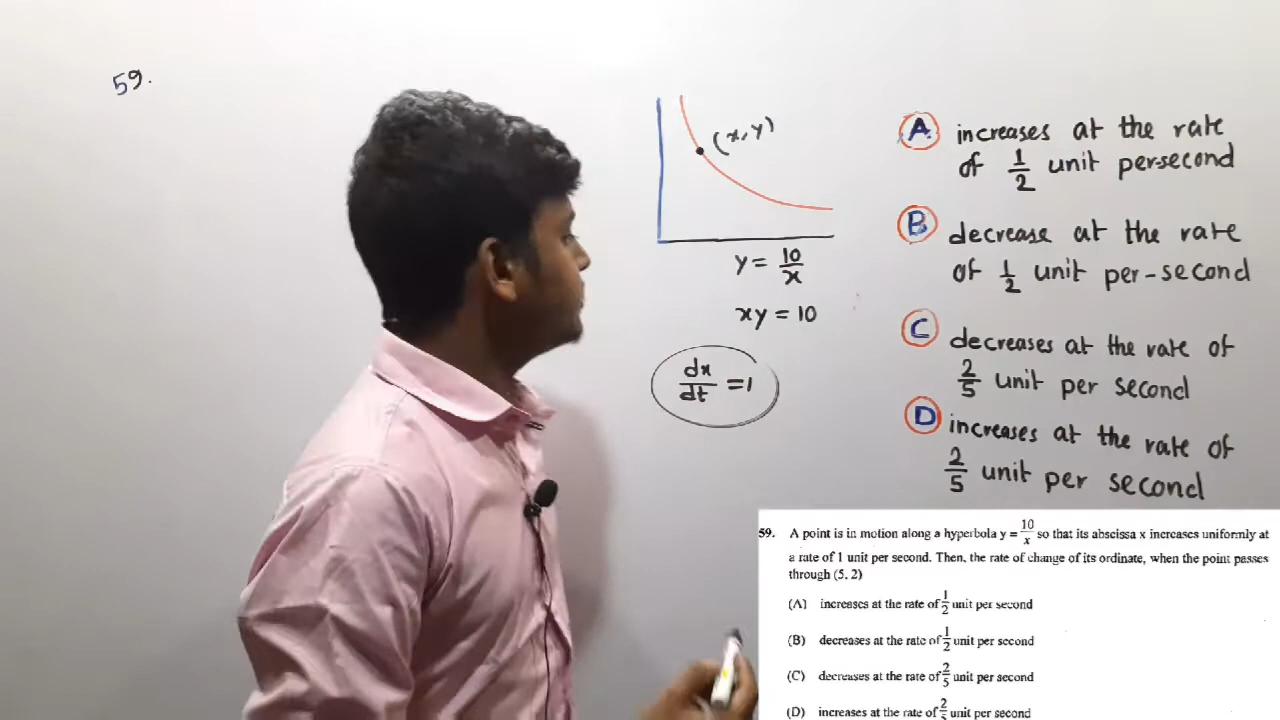 59.
(x, y)
y = 10/x
xy = 10
dx/dt = 1
A increases at the rate
of 1/2 unit per-second
B decrease at the rate
of 1/2 unit per-second
C decreases at the rate of
2/5 unit per second
D increases at the rate of
2/5 unit per second
59. A point is in motion along a hyperbola y = 10/x so that its abscissa x increases uniformly at
a rate of 1 unit per second. Then, the rate of change of its ordinate, when the point passes
through (5, 2)
(A) increases at the rate of 1/2 unit per second
(B) decreases at the rate of 1/2 unit per second
(C) decreases at the rate of 2/5 unit per second
(D) increases at the rate of 2/5 unit per second